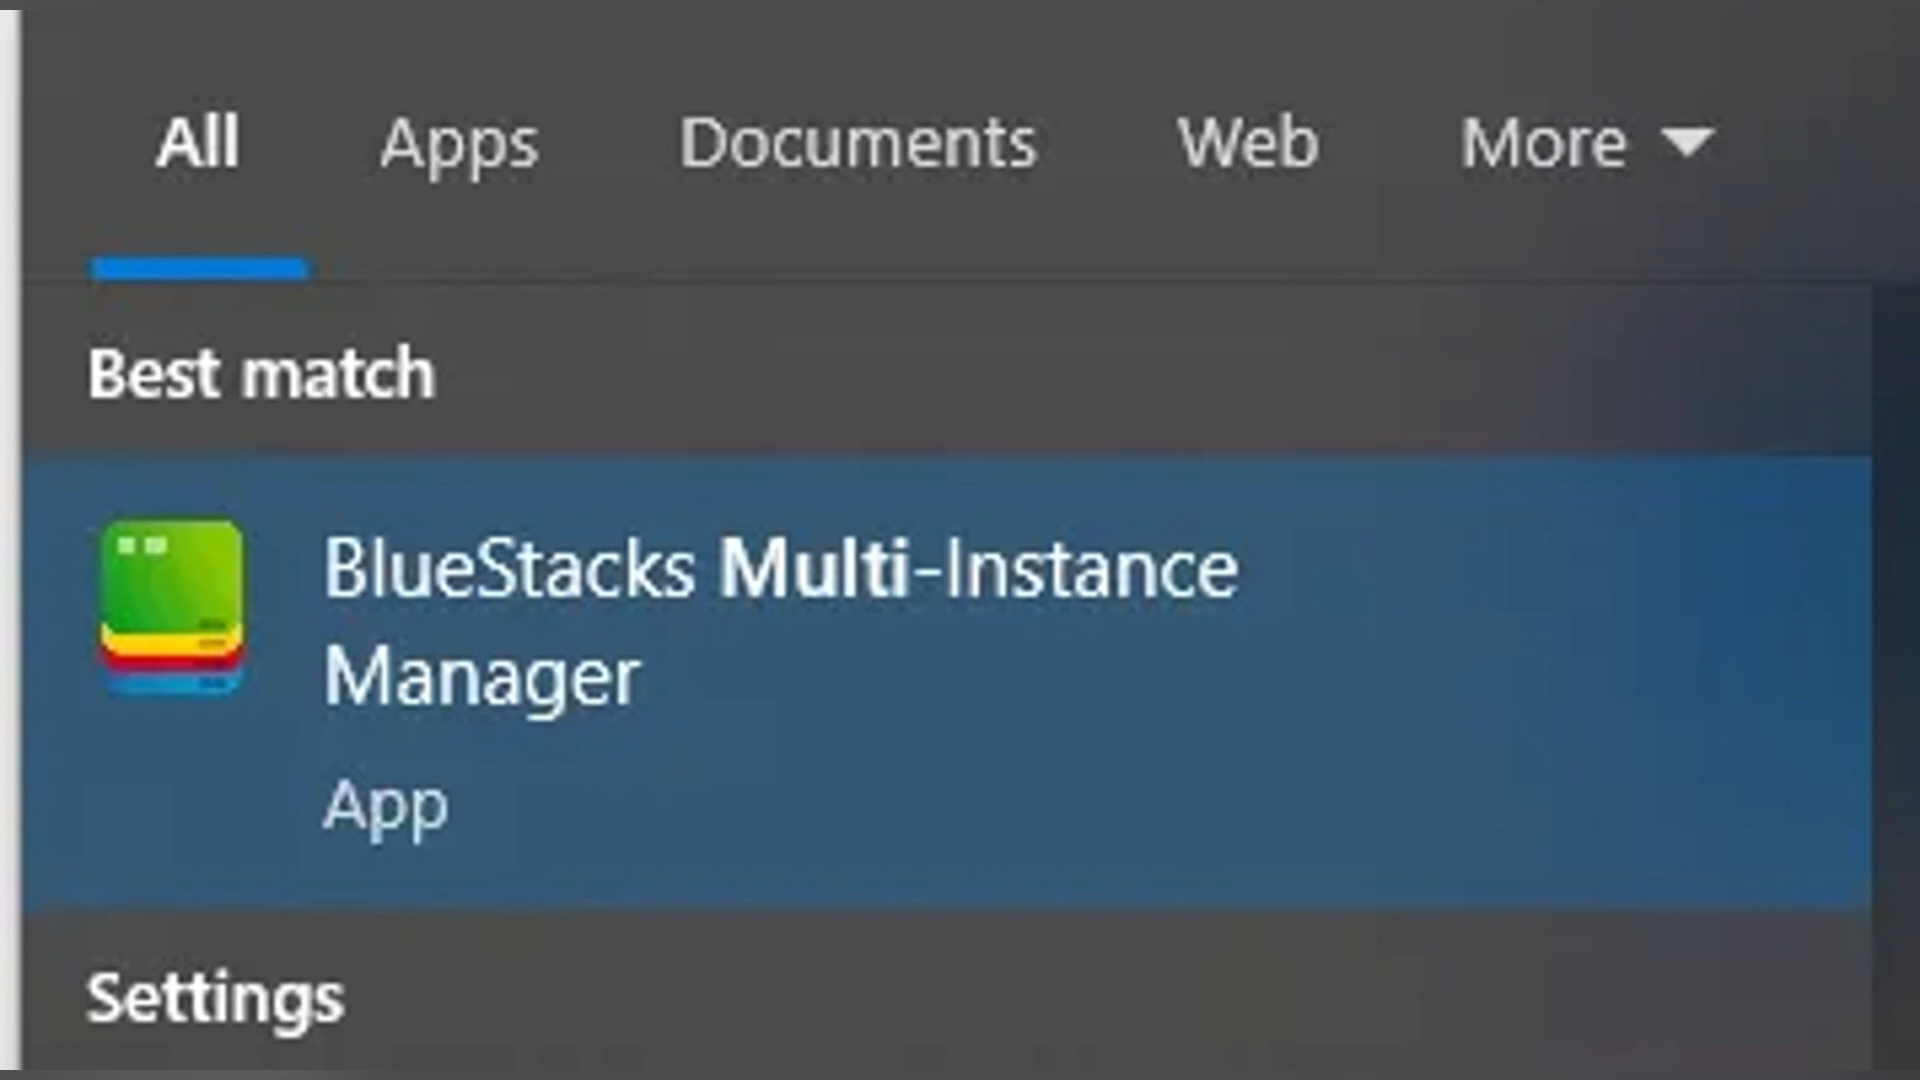 All Apps Documents Web More
Best match
BlueStacks Multi-Instance
Manager
App
Settings